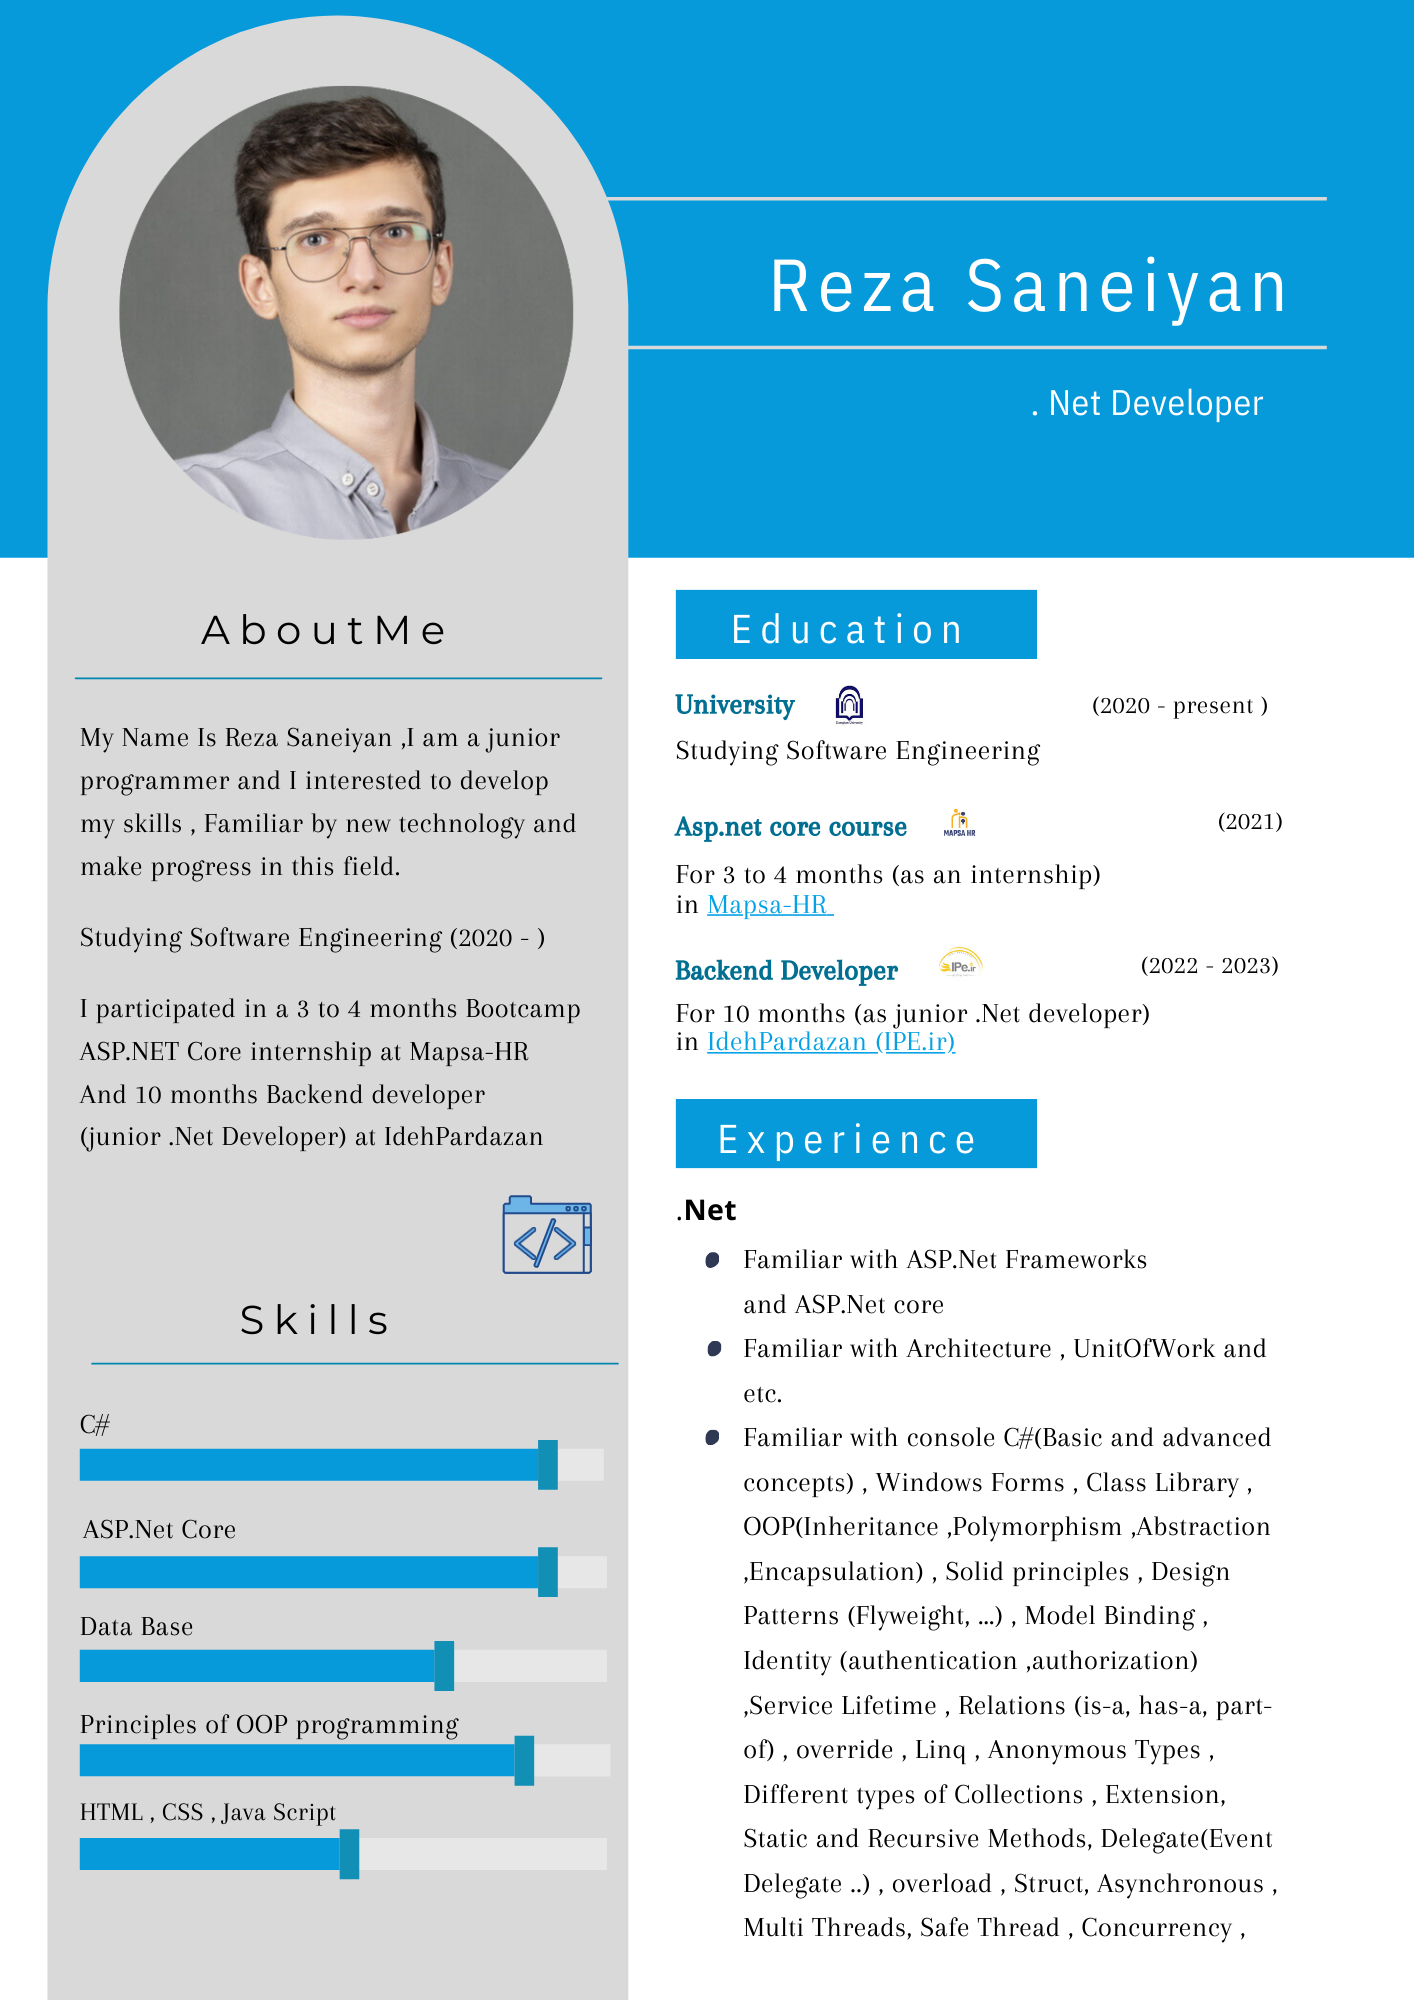 Reza Saneiyan
. Net Developer
AboutMe
My Name Is Reza Saneiyan ,I am a junior
programmer and I interested to develop
my skills , Familiar by new technology and
make progress in this field.
Studying Software Engineering (2020 - )
I participated in a 3 to 4 months Bootcamp
ASP.NET Core internship at Mapsa-HR
And 10 months Backend developer
(junior .Net Developer) at IdehPardazan
</>
Skills
C#
ASP.Net Core
Data Base
Principles of OOP programming
HTML , CSS , Java Script
Education
University
(2020 - present )
Studying Software Engineering
Asp.net core course
MAPSA HR
(2021)
For 3 to 4 months (as an internship)
in Mapsa-HR
Backend Developer
IPe.ir
(2022 - 2023)
For 10 months (as junior .Net developer)
in IdehPardazan (IPE.ir)
Experience
.Net
Familiar with ASP.Net Frameworks
and ASP.Net core
Familiar with Architecture , UnitOfWork and
etc.
Familiar with console C#(Basic and advanced
concepts) , Windows Forms , Class Library ,
OOP(Inheritance ,Polymorphism ,Abstraction
,Encapsulation) , Solid principles , Design
Patterns (Flyweight, ...) , Model Binding ,
Identity (authentication ,authorization)
,Service Lifetime , Relations (is-a, has-a, part-
of) , override , Linq , Anonymous Types ,
Different types of Collections , Extension,
Static and Recursive Methods, Delegate(Event
Delegate ..) , overload , Struct, Asynchronous ,
Multi Threads, Safe Thread , Concurrency ,